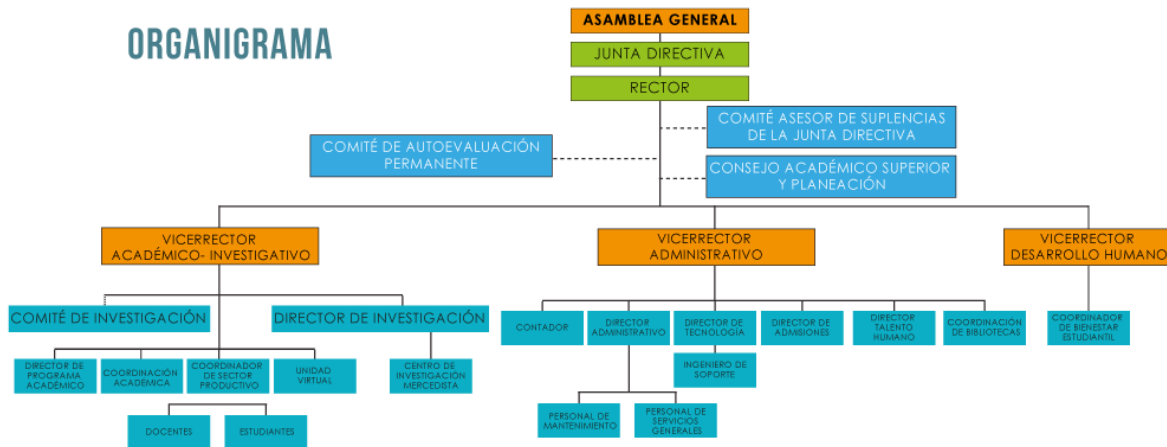 ORGANIGRAMA
ASAMBLEA GENERAL
JUNTA DIRECTIVA
RECTOR
COMITÉ ASESOR DE SUPLENCIAS
DE LA JUNTA DIRECTIVA
COMITÉ DE AUTOEVALUACIÓN
PERMANENTE
CONSEJO ACADÉMICO SUPERIOR
Y PLANEACIÓN
VICERRECTOR
ACADÉMICO- INVESTIGATIVO
VICERRECTOR
ADMINISTRATIVO
VICERRECTOR
DESARROLLO HUMANO
COMITÉ DE INVESTIGACIÓN
DIRECTOR DE INVESTIGACIÓN
CONTADOR
DIRECTOR
ADMINISTRATIVO
DIRECTOR DE
TECNOLOGÍA
DIRECTOR DE
ADMISIONES
DIRECTOR
TALENTO
HUMANO
COORDINACIÓN
DE BIBLIOTECAS
COORDINADOR
DE BIENESTAR
ESTUDIANTIL
DIRECTOR DE
PROGRAMA
ACADÉMICO
COORDINACIÓN
ACADÉMICA
COORDINADOR
DE SECTOR
PRODUCTIVO
UNIDAD
VIRTUAL
CENTRO DE
INVESTIGACIÓN
MERCEDISTA
INGENIERO DE
SOPORTE
DOCENTES
ESTUDIANTES
PERSONAL DE
MANTENIMIENTO
PERSONAL DE
SERVICIOS
GENERALES